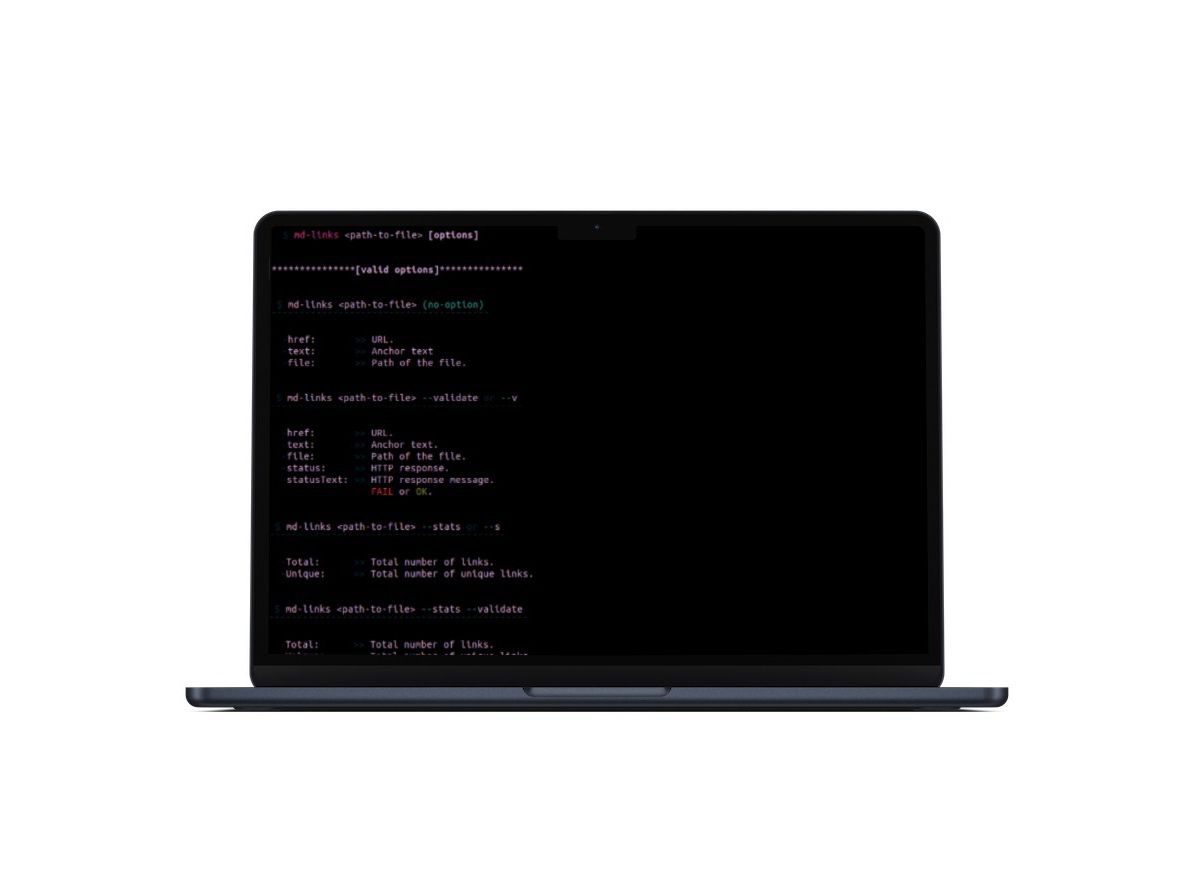 $ md-links <path-to-file> [options]
***************[valid options]***************
$ md-links <path-to-file> (no-option)
href: >> URL.
text: >> Anchor text
file: >> Path of the file.
$ md-links <path-to-file> --validate or --v
href: >> URL.
text: >> Anchor text.
file: >> Path of the file.
status: >> HTTP response.
statusText: >> HTTP response message.
FAIL or OK.
$ md-links <path-to-file> --stats or --s
Total: >> Total number of links.
Unique: >> Total number of unique links.
$ md-links <path-to-file> --stats --validate
Total: >> Total number of links.